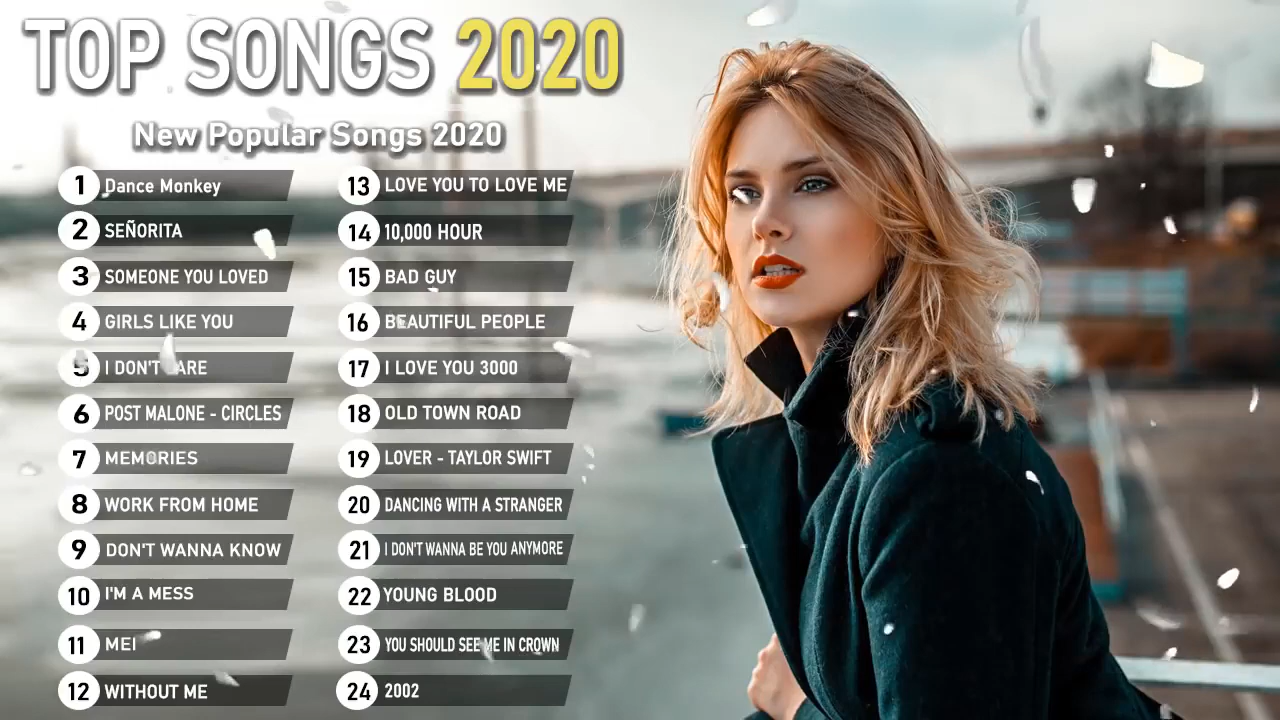 TOP SONGS 2020
New Popular Songs 2020
1 Dance Monkey
2 SEÑORITA
3 SOMEONE YOU LOVED
4 GIRLS LIKE YOU
5 I DON'T CARE
6 POST MALONE - CIRCLES
7 MEMORIES
8 WORK FROM HOME
9 DON'T WANNA KNOW
10 I'M A MESS
11 ME!
12 WITHOUT ME
13 LOVE YOU TO LOVE ME
14 10,000 HOUR
15 BAD GUY
16 BEAUTIFUL PEOPLE
17 I LOVE YOU 3000
18 OLD TOWN ROAD
19 LOVER - TAYLOR SWIFT
20 DANCING WITH A STRANGER
21 I DON'T WANNA BE YOU ANYMORE
22 YOUNG BLOOD
23 YOU SHOULD SEE ME IN CROWN
24 2002